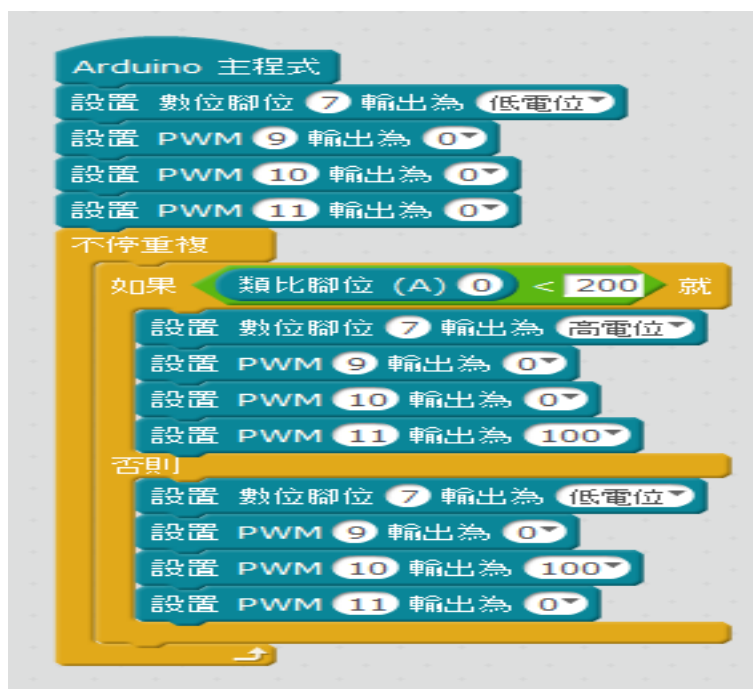 Arduino 主程式
設置 數位腳位 7 輸出為 低電位
設置 PWM 9 輸出為 0
設置 PWM 10 輸出為 0
設置 PWM 11 輸出為 0
不停重複
如果 類比腳位 (A) 0 < 200 就
設置 數位腳位 7 輸出為 高電位
設置 PWM 9 輸出為 0
設置 PWM 10 輸出為 0
設置 PWM 11 輸出為 100
否則
設置 數位腳位 7 輸出為 低電位
設置 PWM 9 輸出為 0
設置 PWM 10 輸出為 100
設置 PWM 11 輸出為 0